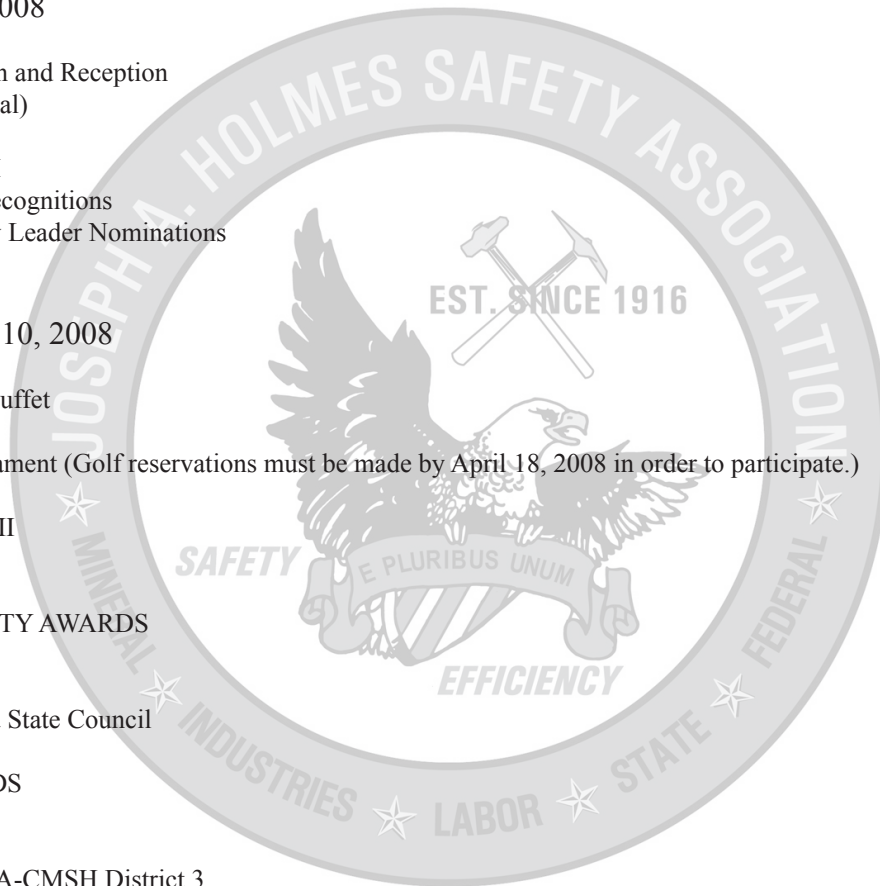 008
n and Reception
al)
ecognitions
Leader Nominations
10, 2008
uffet
ament (Golf reservations must be made by April 18, 2008 in order to participate.)
II
TY AWARDS
State Council
DS
A-CMSH District 3
JOSEPH A. HOLMES SAFETY ASSOCIATION
EST. SINCE 1916
SAFETY
E PLURIBUS UNUM
EFFICIENCY
MINERAL INDUSTRIES LABOR STATE FEDERAL